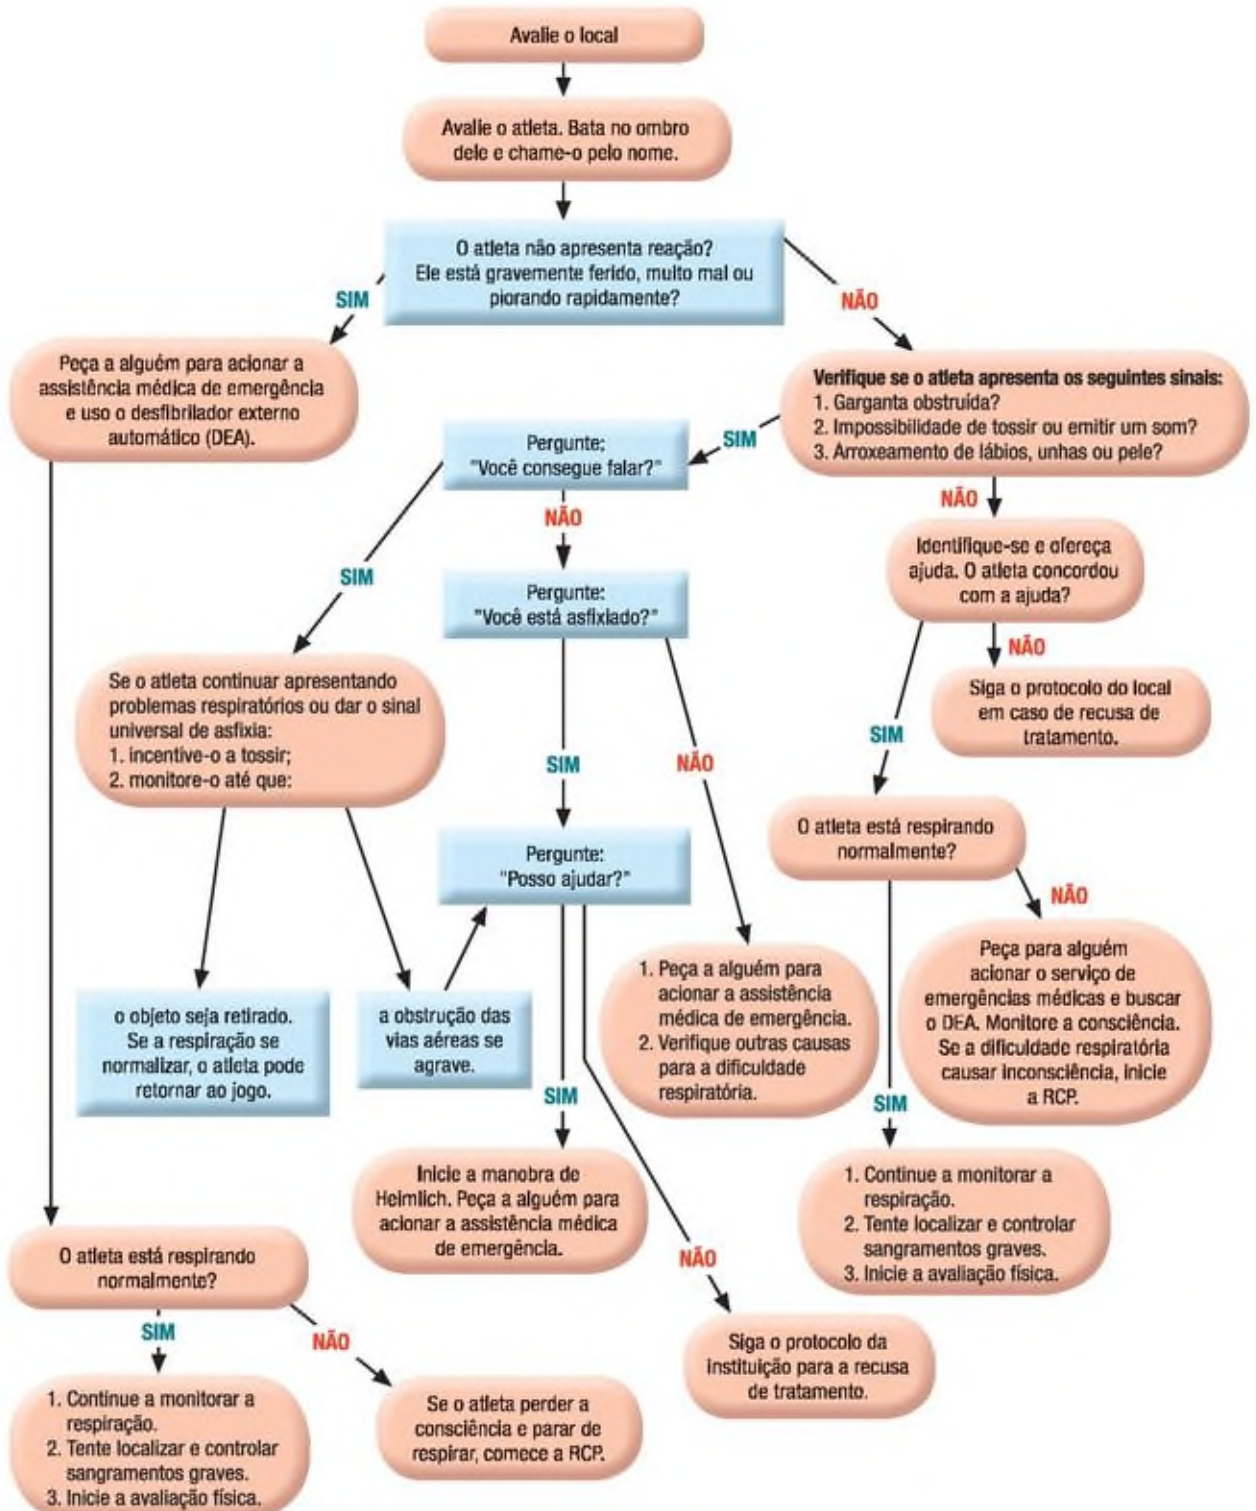 Avalie o local
Avalie o atleta. Bata no ombro
dele e chame-o pelo nome.
O atleta não apresenta reação?
Ele está gravemente ferido, muito mal ou
piorando rapidamente?
SIM
NÃO
Peça a alguém para acionar a
assistência médica de emergência
e uso o desfibrilador externo
automático (DEA).
Verifique se o atleta apresenta os seguintes sinais:
1. Garganta obstruída?
2. Impossibilidade de tossir ou emitir um som?
3. Arroxeamento de lábios, unhas ou pele?
SIM
Pergunte:
"Você consegue falar?"
NÃO
NÃO
Identifique-se e ofereça
ajuda. O atleta concordou
com a ajuda?
SIM
Pergunte:
"Você está asfixiado?"
NÃO
Siga o protocolo do local
em caso de recusa de
tratamento.
Se o atleta continuar apresentando
problemas respiratórios ou dar o sinal
universal de asfixia:
1. incentive-o a tossir;
2. monitore-o até que:
SIM
SIM
NÃO
O atleta está respirando
normalmente?
Pergunte:
"Posso ajudar?"
NÃO
1. Peça a alguém para
acionar a assistência
médica de emergência.
2. Verifique outras causas
para a dificuldade
respiratória.
Peça para alguém
acionar o serviço de
emergências médicas e buscar
o DEA. Monitore a consciência.
Se a dificuldade respiratória
causar inconsciência, inicie
a RCP.
o objeto seja retirado.
Se a respiração se
normalizar, o atleta pode
retornar ao jogo.
a obstrução das
vias aéreas se
agrave.
SIM
SIM
Inicie a manobra de
Heimlich. Peça a alguém para
acionar a assistência médica
de emergência.
1. Continue a monitorar a
respiração.
2. Tente localizar e controlar
sangramentos graves.
3. Inicie a avaliação física.
O atleta está respirando
normalmente?
NÃO
SIM
NÃO
Siga o protocolo da
instituição para a recusa
de tratamento.
1. Continue a monitorar a
respiração.
2. Tente localizar e controlar
sangramentos graves.
3. Inicie a avaliação física.
Se o atleta perder a
consciência e parar de
respirar, comece a RCP.